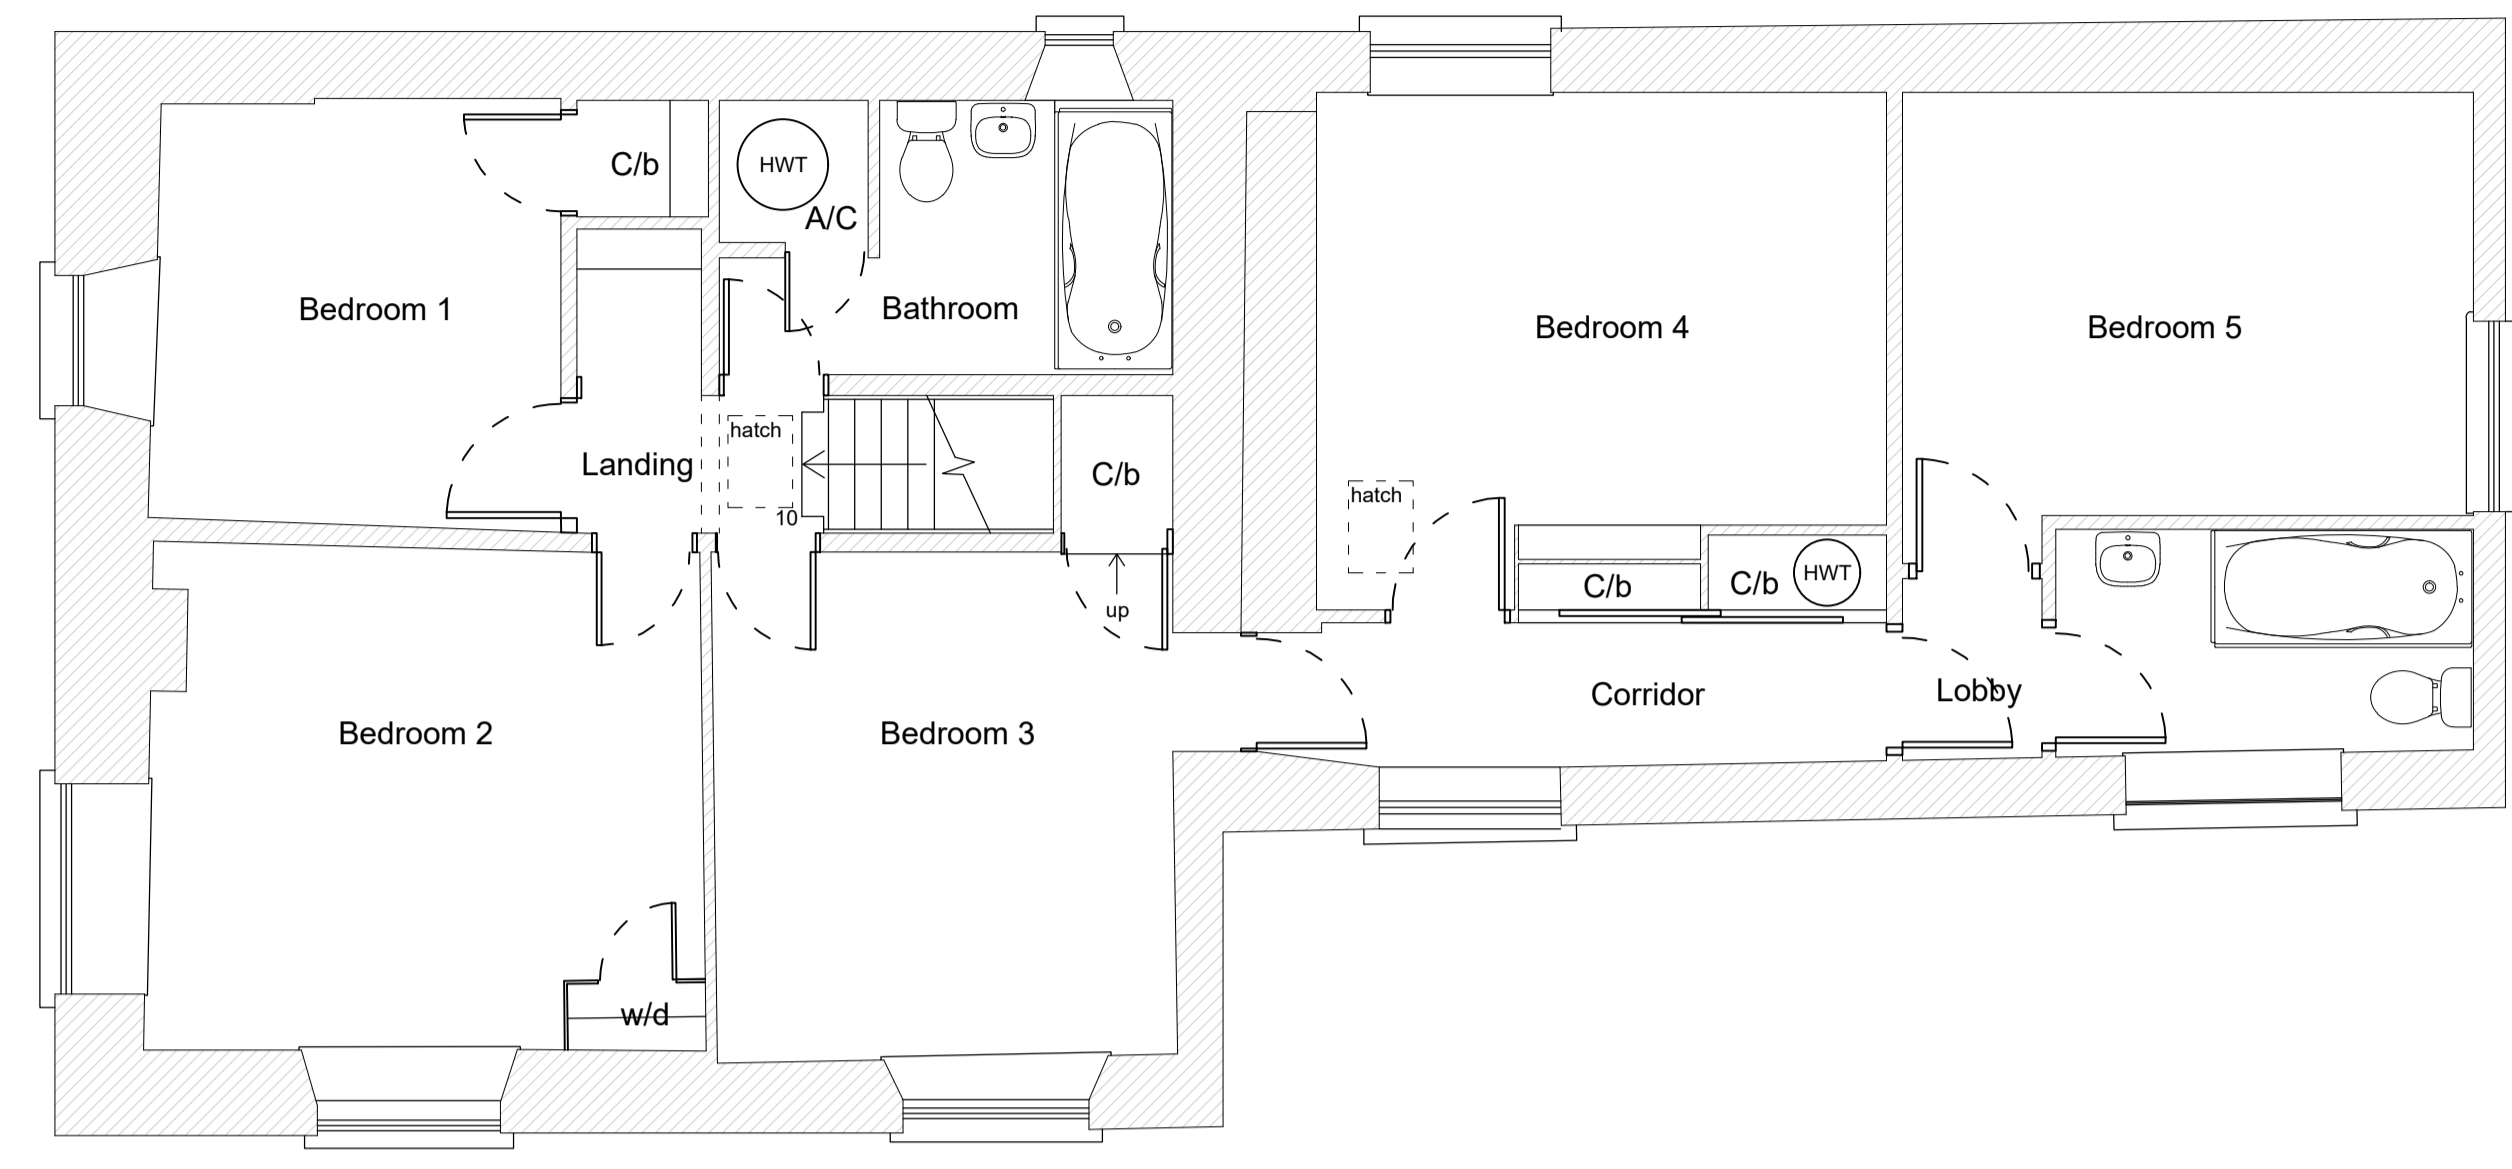 C/b
HWT
A/C
Bedroom 1
Bathroom
Bedroom 4
Bedroom 5
hatch
Landing
C/b
10
hatch
C/b
C/b
HWT
up
Corridor
Lobby
Bedroom 2
Bedroom 3
w/d